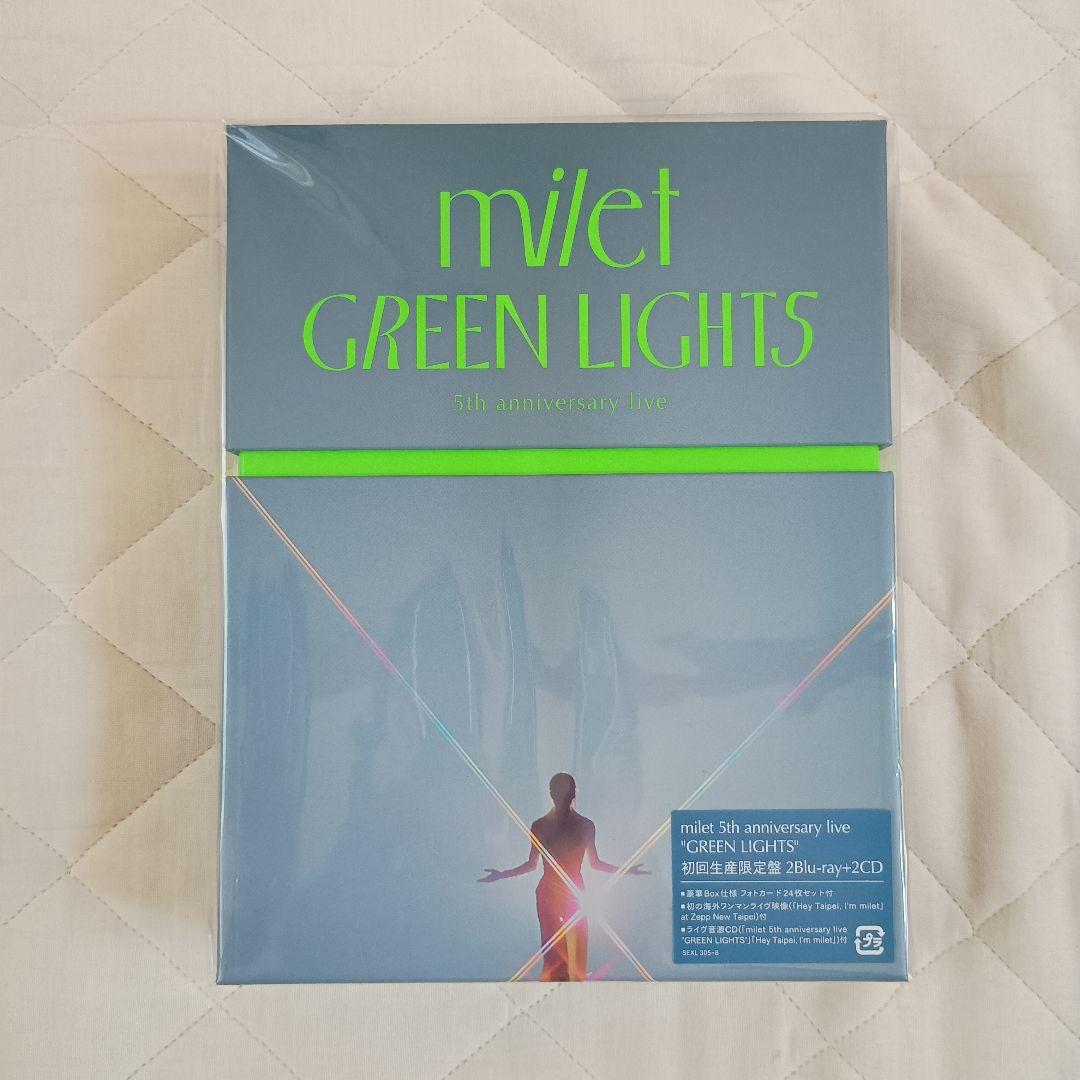 milet
GREEN LIGHTS
5th anniversary live
milet 5th anniversary live
"GREEN LIGHTS"
初回生産限定盤 2Blu-ray+2CD
■豪華Box仕様 フォトカード24枚セット付
■初の海外ワンマンライヴ映像(「Hey Taipei, I'm milet」
at Zepp New Taipei)付
■ライヴ音源CD(「milet 5th anniversary live
"GREEN LIGHTS"」「Hey Taipei, I'm milet」)付
SEXL 305-8
プラ